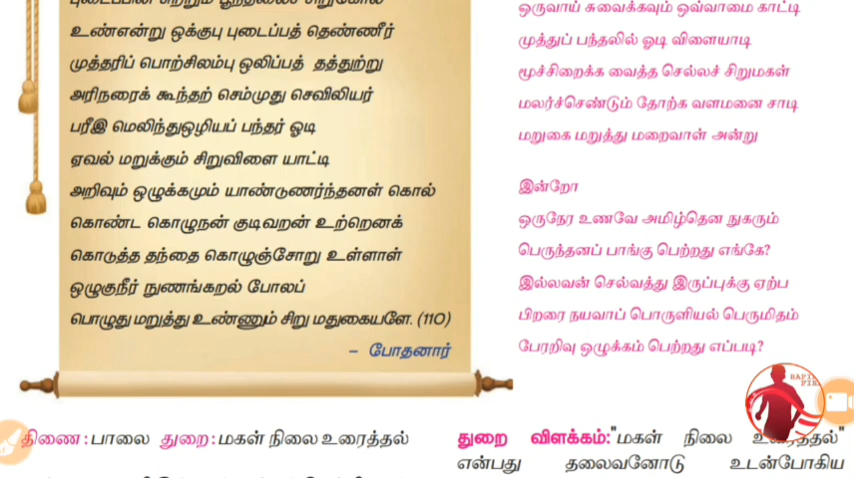 புடைப்பின் சுற்றும் பூந்தலைச் சிறுகோல்
உண்என்று ஒக்குபு புடைப்பத் தெண்ணீர்
முத்தரிப் பொற்சிலம்பு ஒலிப்பத் தத்துற்று
அரிநரைக் கூந்தற் செம்முது செவிலியர்
பரீஇ மெலிந்துஒழியப் பந்தர் ஓடி
ஏவல் மறுக்கும் சிறுவிளை யாட்டி
அறிவும் ஒழுக்கமும் யாண்டுணர்ந்தனள் கொல்
கொண்ட கொழுநன் குடிவறன் உற்றெனக்
கொடுத்த தந்தை கொழுஞ்சோறு உள்ளாள்
ஒழுகுநீர் நுணங்கறல் போலப்
பொழுது மறுத்து உண்ணும் சிறு மதுகையளே. (110)
– போதனார்
ஒருவாய் சுவைக்கவும் ஒவ்வாமை காட்டி
முத்துப் பந்தலில் ஓடி விளையாடி
மூச்சிறைக்க வைத்த செல்லச் சிறுமகள்
மலர்ச்செண்டும் தோற்க வளமனை சாடி
மறுகை மறுத்து மறைவாள் அன்று
இன்றோ
ஒருநேர உணவே அமிழ்தென நுகரும்
பெருந்தனப் பாங்கு பெற்றது எங்கே?
இல்லவன் செல்வத்து இருப்புக்கு ஏற்ப
பிறரை நயவாப் பொருளியல் பெருமிதம்
பேரறிவு ஒழுக்கம் பெற்றது எப்படி?
திணை : பாலை துறை : மகள் நிலை உரைத்தல்
துறை விளக்கம்:"மகள் நிலை உரைத்தல்"
என்பது தலைவனோடு உடன்போகிய